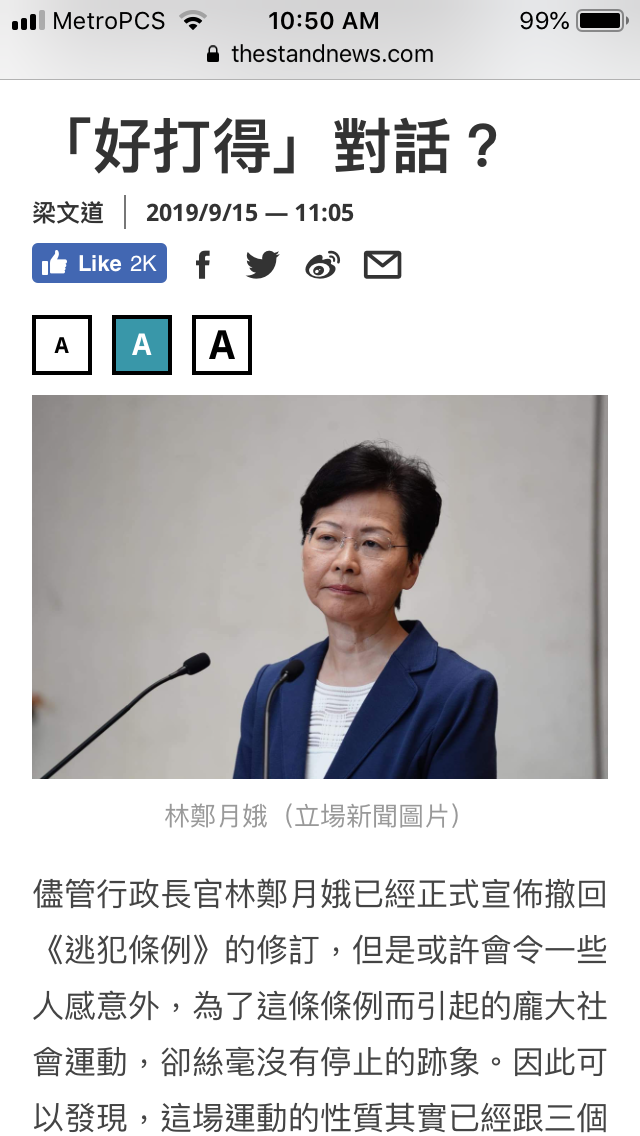 MetroPCS 10:50 AM 99%
thestandnews.com
「好打得」對話？
梁文道 2019/9/15 — 11:05
Like 2K
A A A
林鄭月娥（立場新聞圖片）
儘管行政長官林鄭月娥已經正式宣佈撤回
《逃犯條例》的修訂，但是或許會令一些
人感意外，為了這條條例而引起的龐大社
會運動，卻絲毫沒有停止的跡象。因此可
以發現，這場運動的性質其實已經跟三個